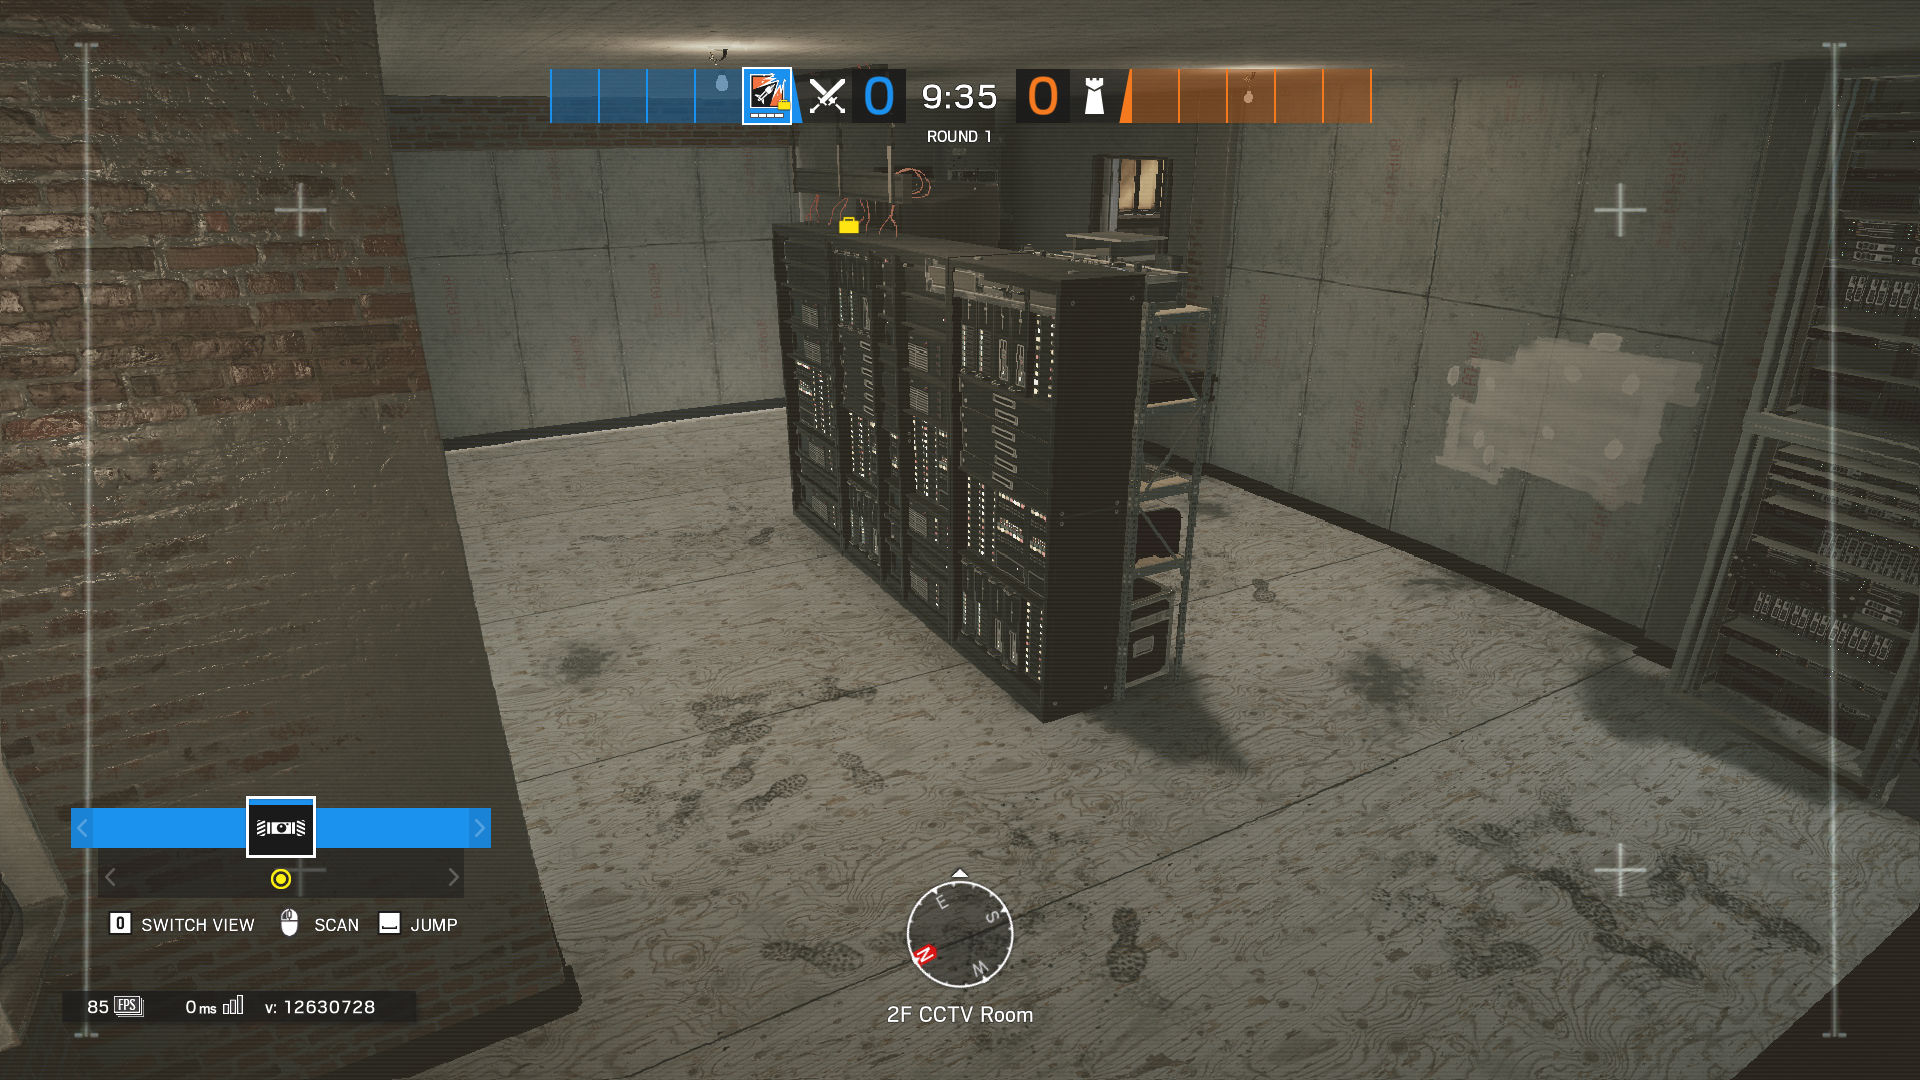 0 9:35 0
ROUND 1
0 SWITCH VIEW SCAN JUMP
E
S
N
W
85 FPS 0 ms v: 12630728
2F CCTV Room